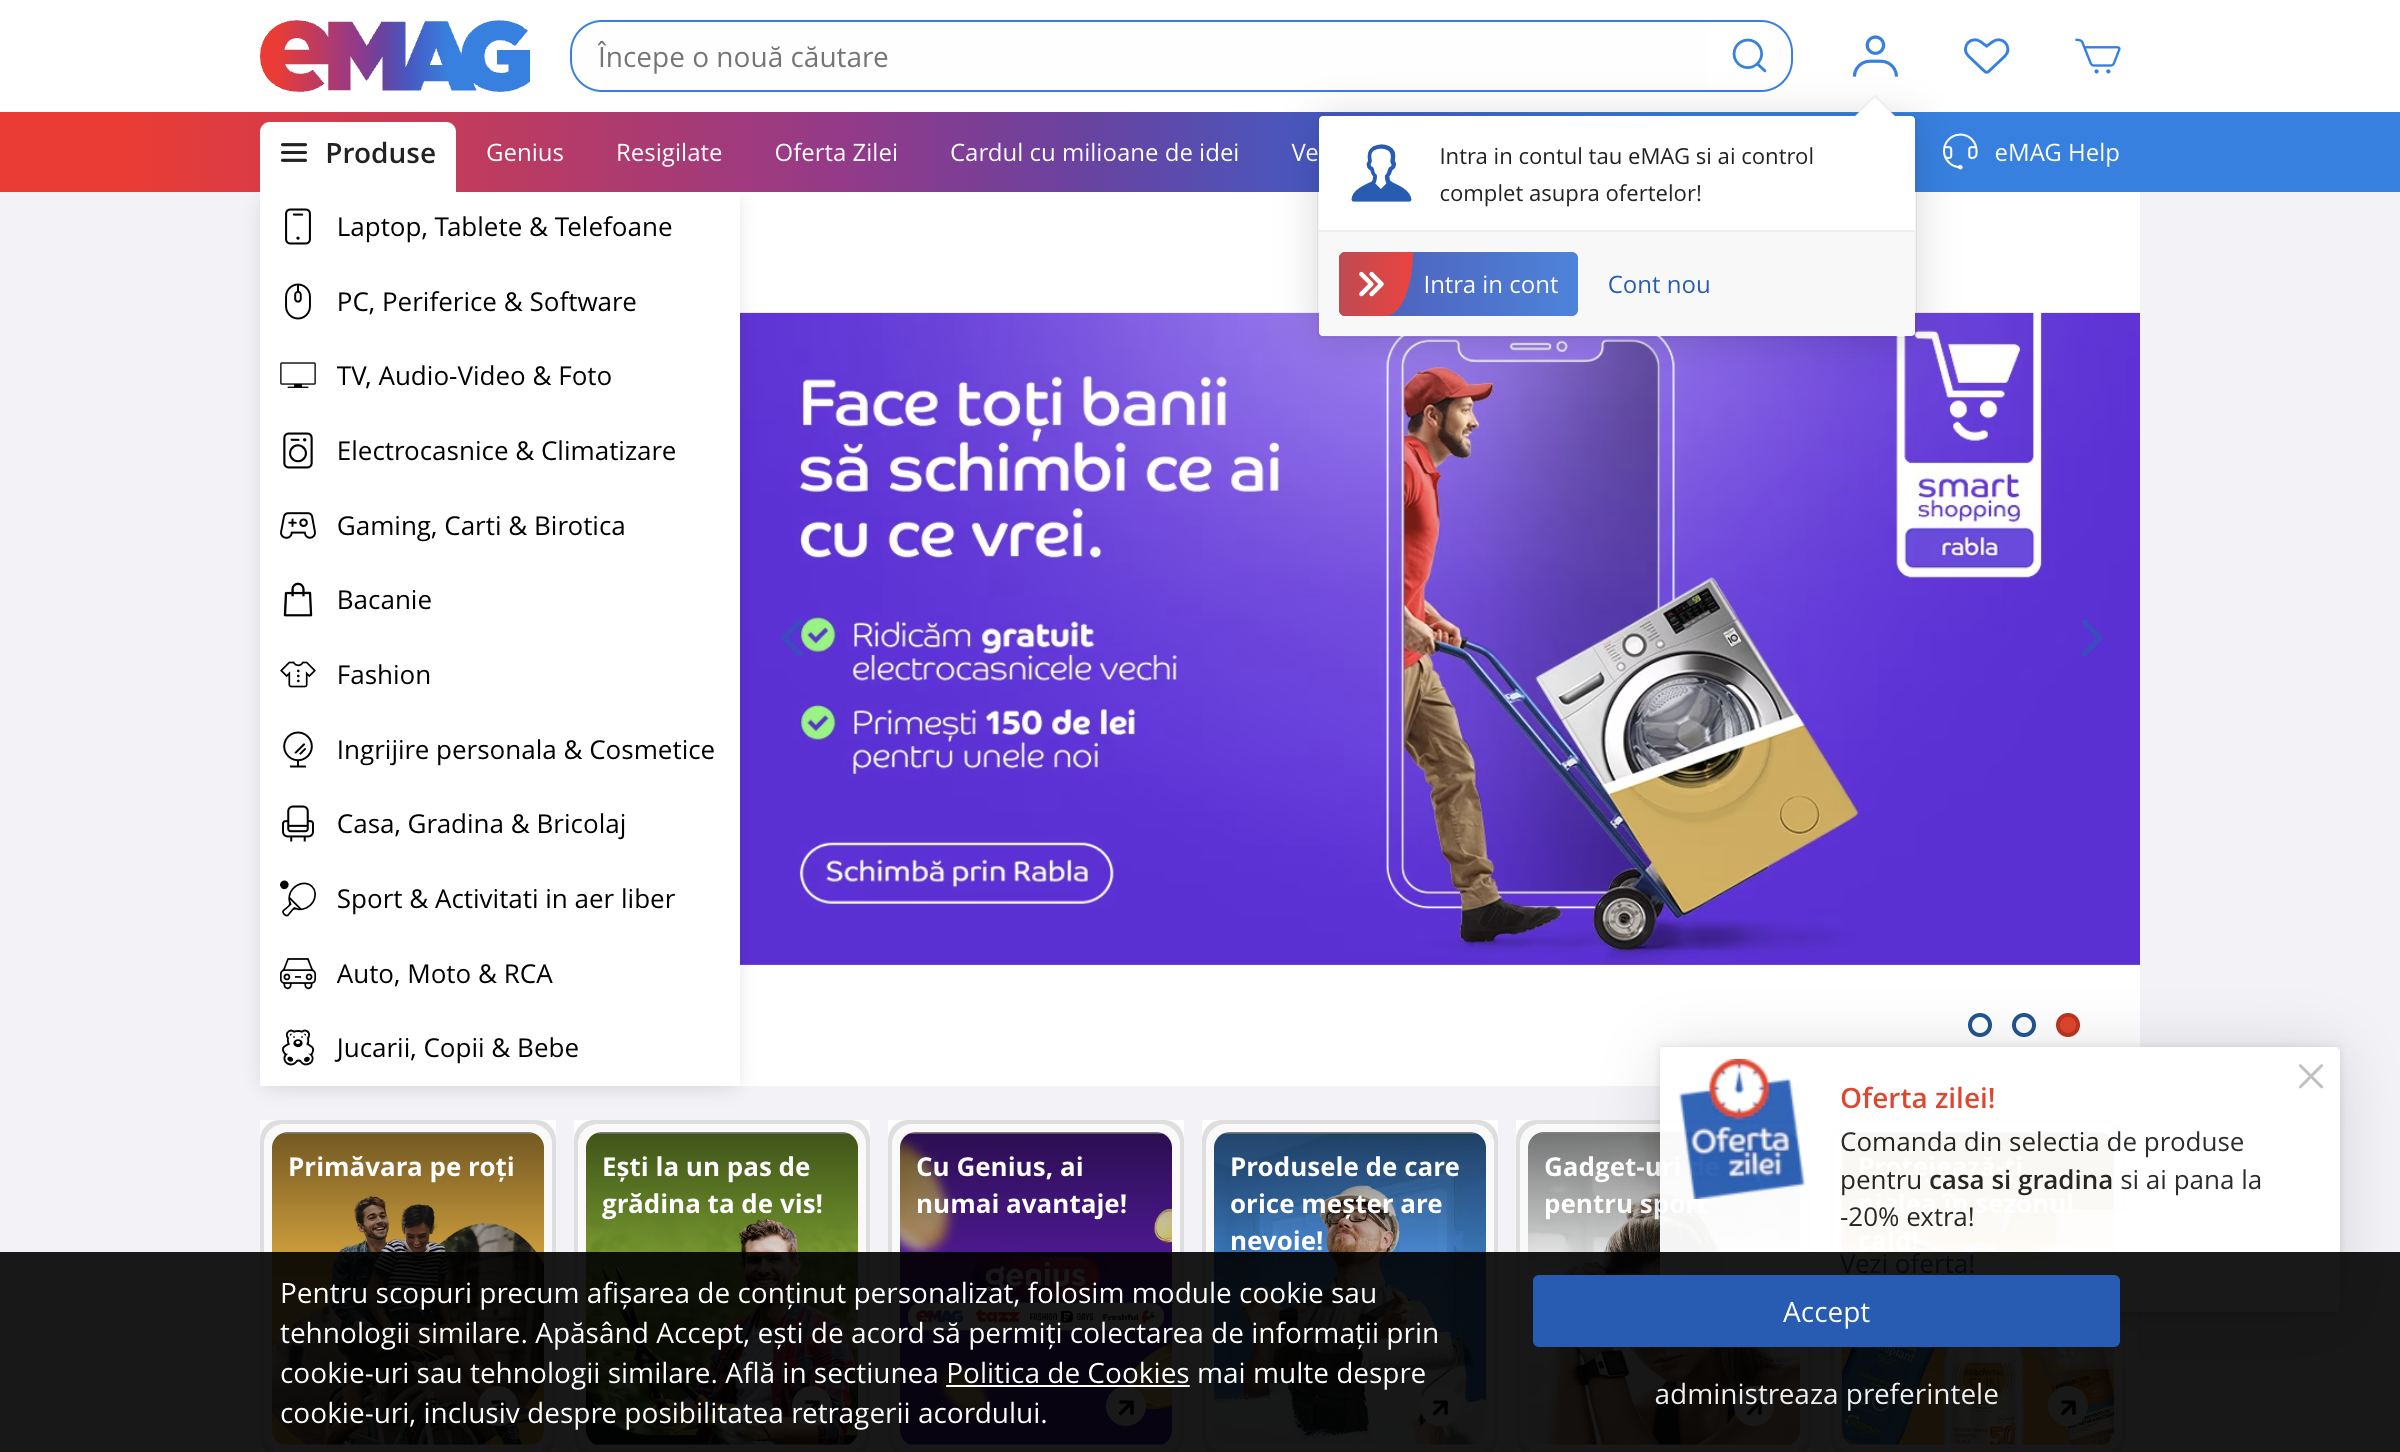 eMAG
Începe o nouă căutare
Produse
Genius
Resigilate
Oferta Zilei
Cardul cu milioane de idei
eMAG Help
Intra in contul tau eMAG si ai control
complet asupra ofertelor!
Intra in cont
Cont nou
Laptop, Tablete & Telefoane
PC, Periferice & Software
TV, Audio-Video & Foto
Electrocasnice & Climatizare
Gaming, Carti & Birotica
Bacanie
Fashion
Ingrijire personala & Cosmetice
Casa, Gradina & Bricolaj
Sport & Activitati in aer liber
Auto, Moto & RCA
Jucarii, Copii & Bebe
Face toți banii
să schimbi ce ai
cu ce vrei.
Ridicăm gratuit
electrocasnicele vechi
Primești 150 de lei
pentru unele noi
Schimbă prin Rabla
smart
shopping
rabla
Primăvara pe roți
Ești la un pas de
grădina ta de vis!
Cu Genius, ai
numai avantaje!
genius
Produsele de care
orice meșter are
nevoie!
Gadget-uri
pentru sport
Oferta
zilei
Oferta zilei!
Comanda din selectia de produse
pentru casa si gradina si ai pana la
-20% extra!
Vezi oferta!
Pentru scopuri precum afișarea de conținut personalizat, folosim module cookie sau
tehnologii similare. Apăsând Accept, ești de acord să permiți colectarea de informații prin
cookie-uri sau tehnologii similare. Află in sectiunea Politica de Cookies mai multe despre
cookie-uri, inclusiv despre posibilitatea retragerii acordului.
Accept
administreaza preferintele